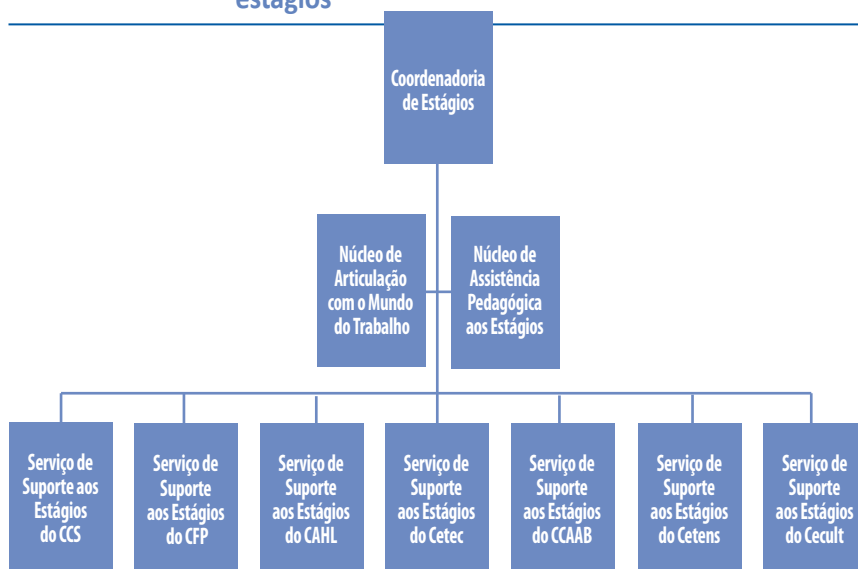 estágios
Coordenadoria
de Estágios
Núcleo de
Articulação
com o Mundo
do Trabalho
Núcleo de
Assistência
Pedagógica
aos Estágios
Serviço de
Suporte aos
Estágios
do CCS
Serviço de
Suporte
aos Estágios
do CFP
Serviço de
Suporte
aos Estágios
do CAHL
Serviço de
Suporte
aos Estágios
do Cetec
Serviço de
Suporte
aos Estágios
do CCAAB
Serviço de
Suporte
aos Estágios
do Cetens
Serviço de
Suporte
aos Estágios
do Cecult